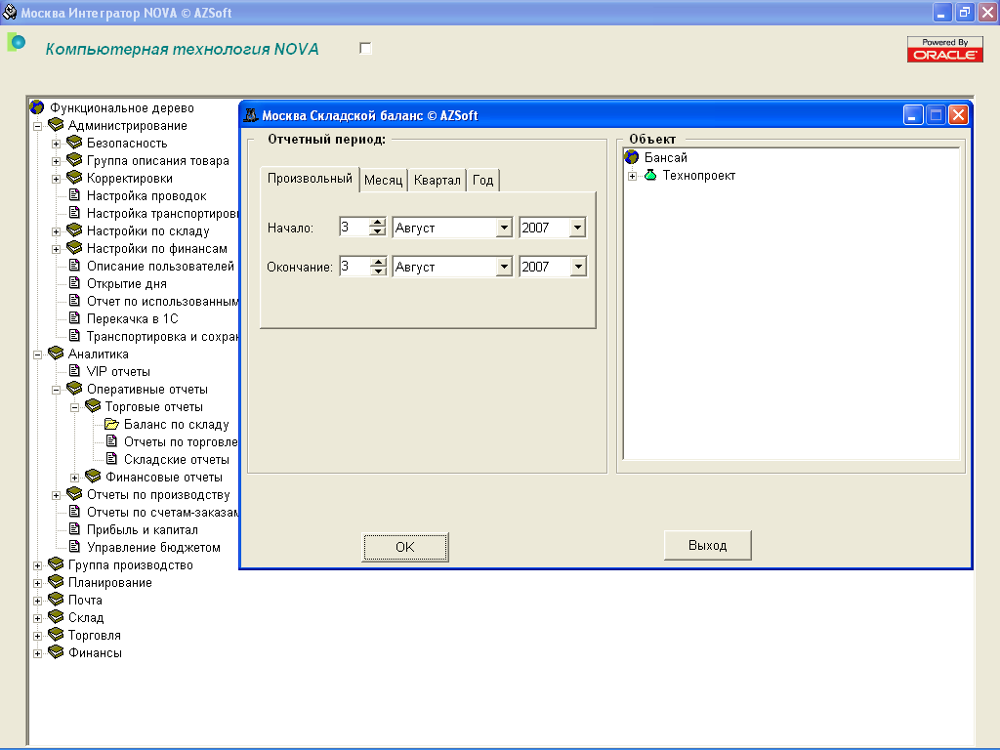 Москва Интегратор NOVA © AZSoft
Компьютерная технология NOVA
Powered By
ORACLE
Функциональное дерево
Администрирование
Безопасность
Группа описания товара
Корректировки
Настройка проводок
Настройка транспортиров
Настройки по складу
Настройки по финансам
Описание пользователей
Открытие дня
Отчет по использованным
Перекачка в 1С
Транспортировка и сохран
Аналитика
VIP отчеты
Оперативные отчеты
Торговые отчеты
Баланс по складу
Отчеты по торговле
Складские отчеты
Финансовые отчеты
Отчеты по производству
Отчеты по счетам-заказам
Прибыль и капитал
Управление бюджетом
Группа производство
Планирование
Почта
Склад
Торговля
Финансы
Москва Складской баланс © AZSoft
Отчетный период:
Произвольный Месяц Квартал Год
Начало: 3 Август 2007
Окончание: 3 Август 2007
Объект
Бансай
Технопроект
OK
Выход